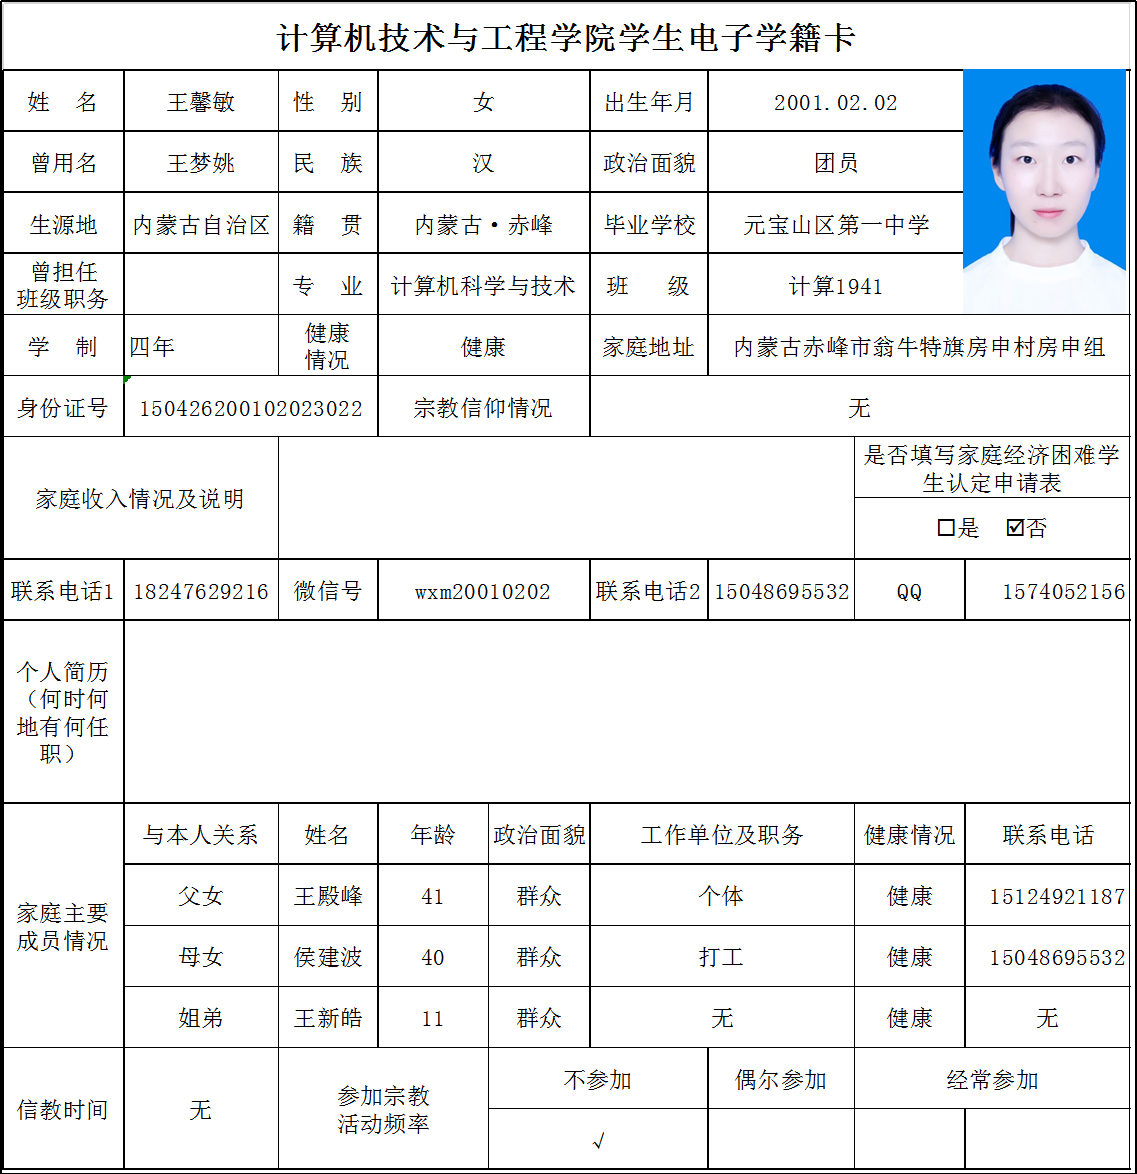 计算机技术与工程学院学生电子学籍卡
姓 名 王馨敏 性 别 女 出生年月 2001.02.02
曾用名 王梦姚 民 族 汉 政治面貌 团员
生源地 内蒙古自治区 籍 贯 内蒙古·赤峰 毕业学校 元宝山区第一中学
曾担任
班级职务 专 业 计算机科学与技术 班 级 计算1941
学 制 四年 健康
情况 健康 家庭地址 内蒙古赤峰市翁牛特旗房申村房申组
身份证号 150426200102023022 宗教信仰情况 无
家庭收入情况及说明
是否填写家庭经济困难学
生认定申请表
☐是 ☑否
联系电话1 18247629216 微信号 wxm20010202 联系电话2 15048695532 QQ 1574052156
个人简历
（何时何
地有何任
职）
家庭主要
成员情况
与本人关系 姓名 年龄 政治面貌 工作单位及职务 健康情况 联系电话
父女 王殿峰 41 群众 个体 健康 15124921187
母女 侯建波 40 群众 打工 健康 15048695532
姐弟 王新皓 11 群众 无 健康 无
信教时间 无 参加宗教
活动频率
不参加 偶尔参加 经常参加
√